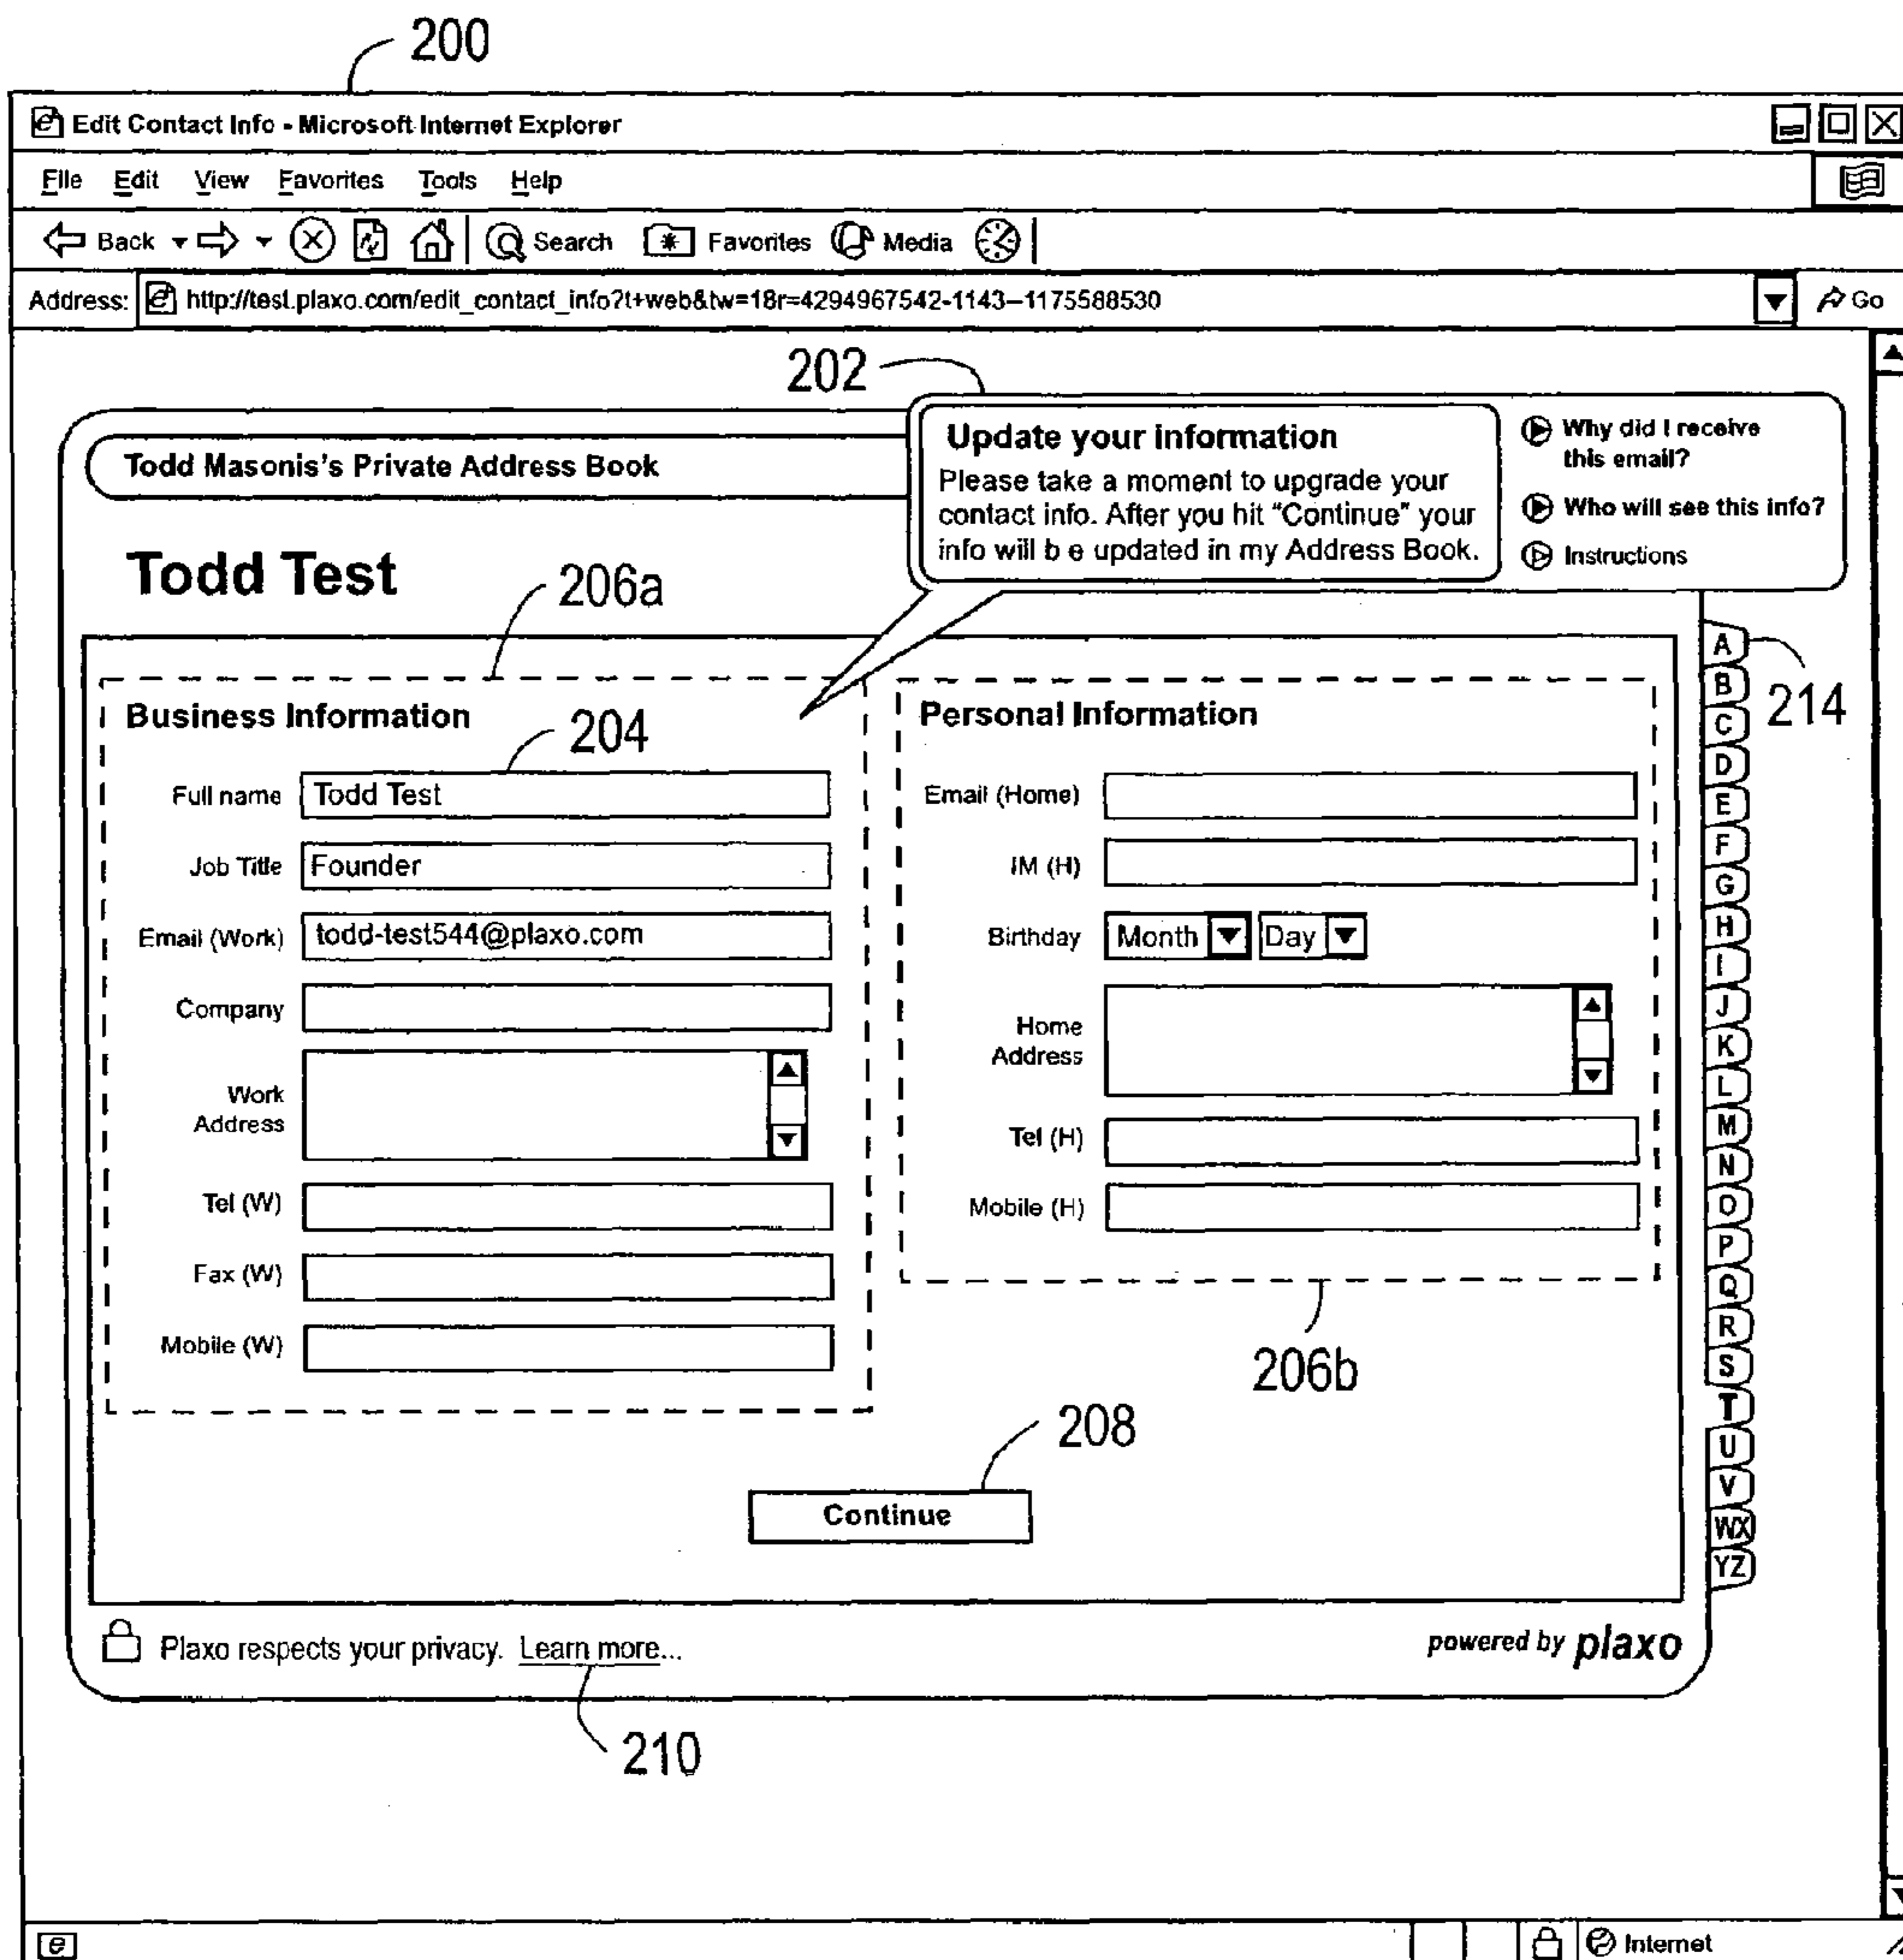 200
Edit Contact Info - Microsoft Internet Explorer
File Edit View Favorites Tools Help
Back Search Favorites Media
Address: http://test.plaxo.com/edit_contact_info?t+web&tw=18r=4294967542-1143--1175588530 Go
202
Todd Masonis's Private Address Book
Update your information
Please take a moment to upgrade your
contact info. After you hit "Continue" your
info will b e updated in my Address Book.
Why did I receive
this email?
Who will see this info?
Instructions
Todd Test
206a
214
Business Information
204
Full name Todd Test
Job Title Founder
Email (Work) todd-test544@plaxo.com
Company
Work
Address
Tel (W)
Fax (W)
Mobile (W)
Personal Information
Email (Home)
IM (H)
Birthday Month Day
Home
Address
Tel (H)
Mobile (H)
206b
A
B
C
D
E
F
G
H
I
J
K
L
M
N
O
P
Q
R
S
T
U
V
WX
YZ
208
Continue
Plaxo respects your privacy. Learn more...
powered by plaxo
210
Internet